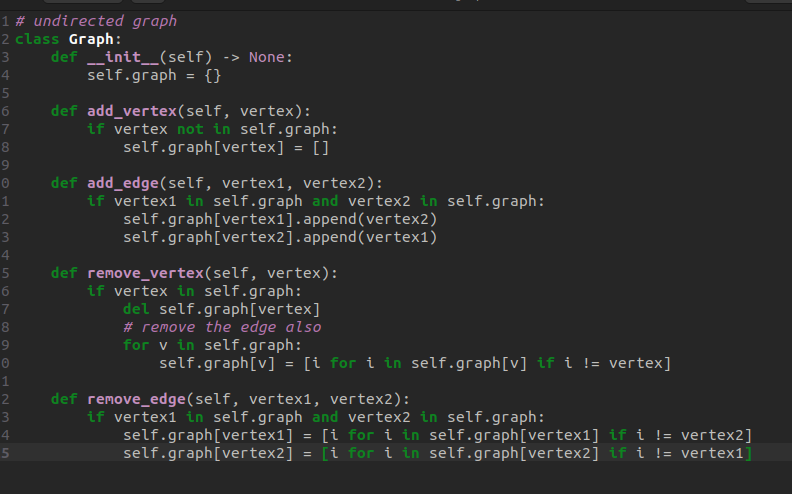 1 # undirected graph
2 class Graph:
3     def __init__(self) -> None:
4         self.graph = {}
5
6     def add_vertex(self, vertex):
7         if vertex not in self.graph:
8             self.graph[vertex] = []
9
0     def add_edge(self, vertex1, vertex2):
1         if vertex1 in self.graph and vertex2 in self.graph:
2             self.graph[vertex1].append(vertex2)
3             self.graph[vertex2].append(vertex1)
4
5     def remove_vertex(self, vertex):
6         if vertex in self.graph:
7             del self.graph[vertex]
8             # remove the edge also
9             for v in self.graph:
0                 self.graph[v] = [i for i in self.graph[v] if i != vertex]
1
2     def remove_edge(self, vertex1, vertex2):
3         if vertex1 in self.graph and vertex2 in self.graph:
4             self.graph[vertex1] = [i for i in self.graph[vertex1] if i != vertex2]
5             self.graph[vertex2] = [i for i in self.graph[vertex2] if i != vertex1]